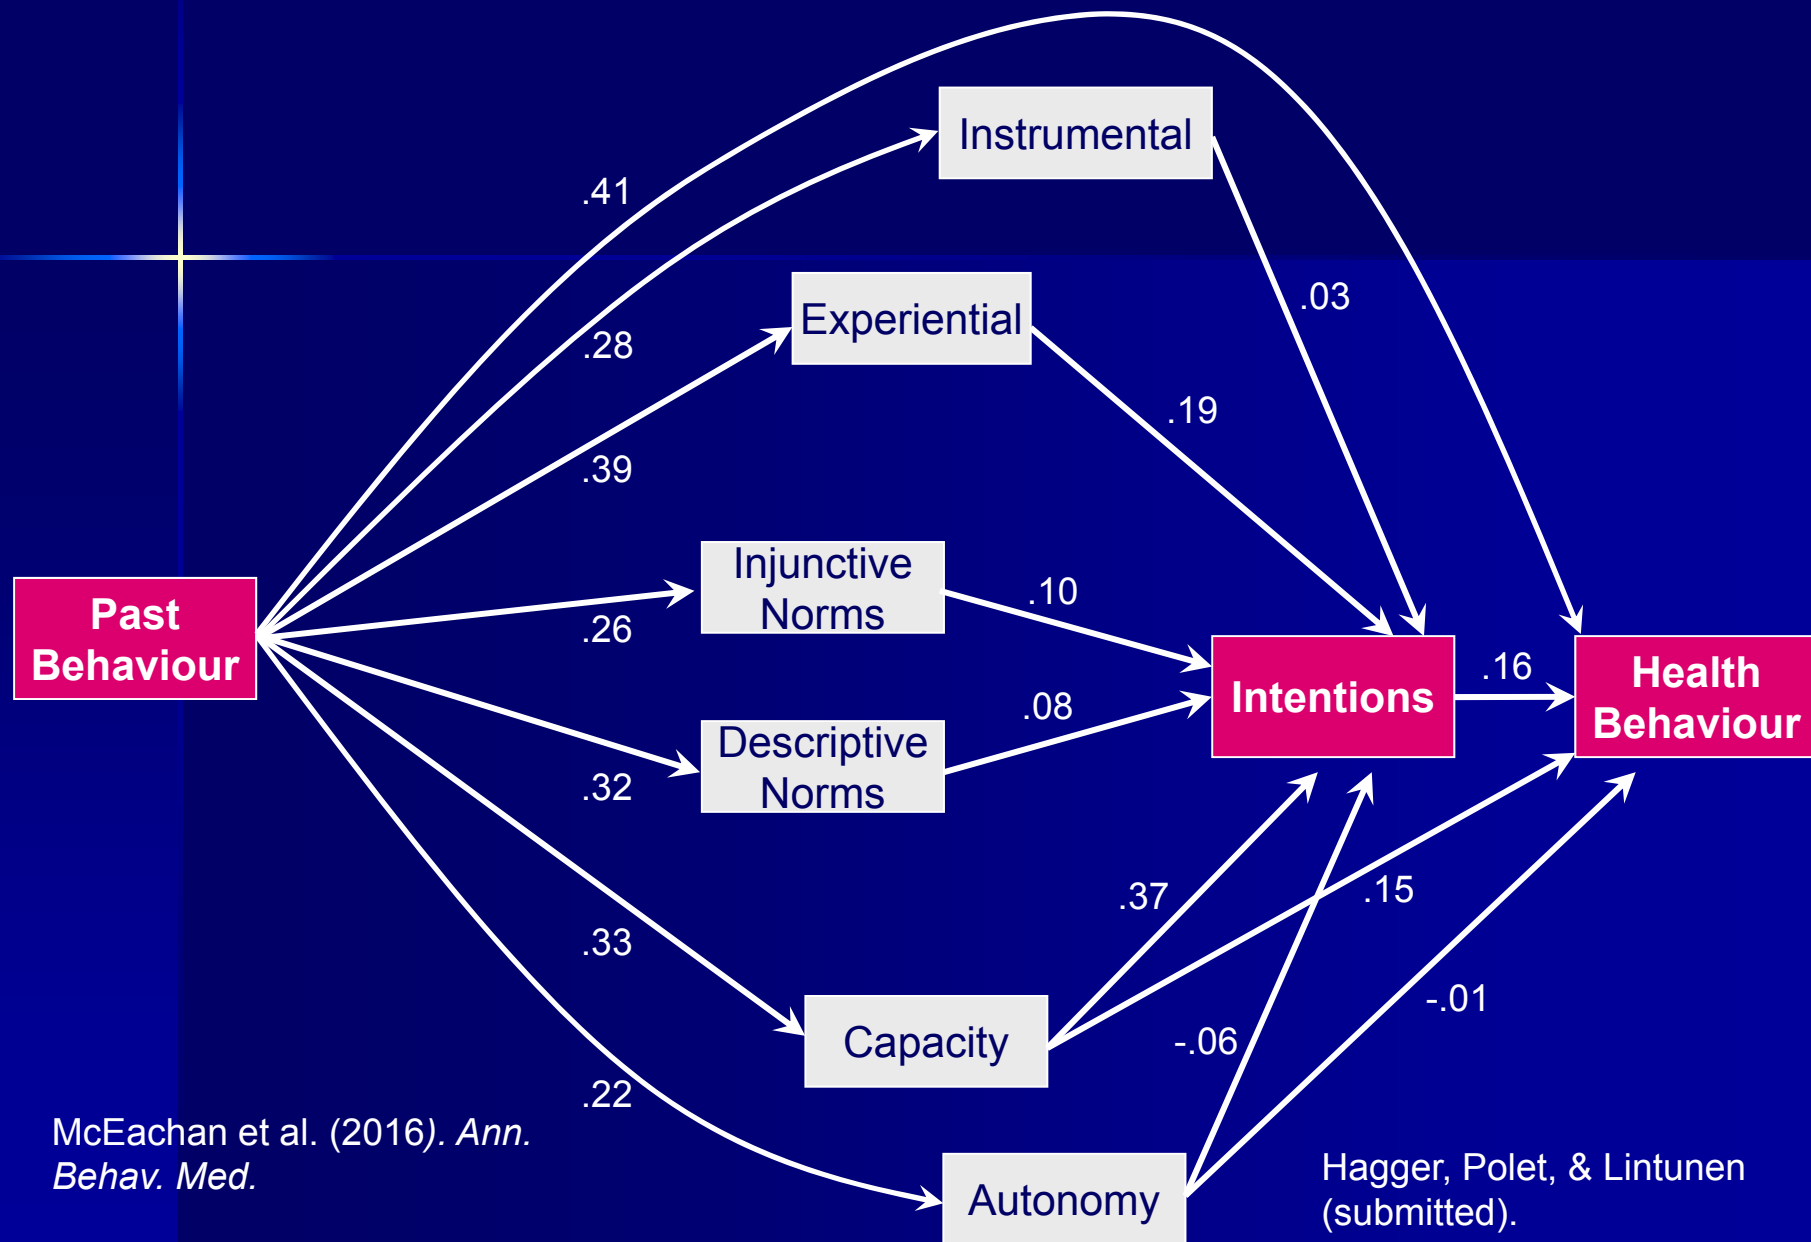 Instrumental
.41
.03
Experiential
.28
.19
.39
Injunctive
Norms
.10
Past
Behaviour
.26
Intentions
.16
Health
Behaviour
Descriptive
Norms
.08
.32
.37
.15
.33
Capacity
-.06
-.01
.22
Autonomy
McEachan et al. (2016). Ann.
Behav. Med.
Hagger, Polet, & Lintunen
(submitted).